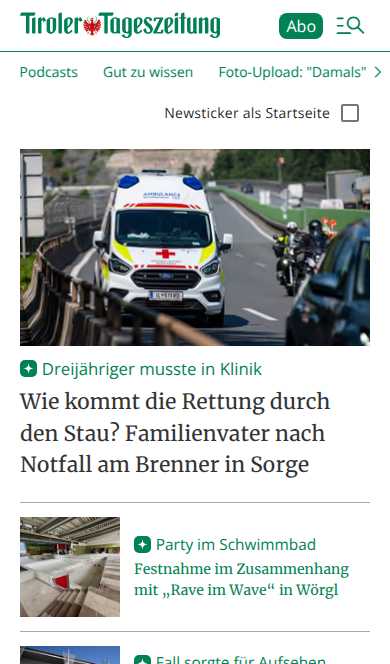 Tiroler Tageszeitung
Abo
Podcasts Gut zu wissen Foto-Upload: "Damals"
Newsticker als Startseite
AMBULANCE
Dreijähriger musste in Klinik
Wie kommt die Rettung durch
den Stau? Familienvater nach
Notfall am Brenner in Sorge
Party im Schwimmbad
Festnahme im Zusammenhang
mit „Rave im Wave“ in Wörgl
Fall sorgte für Aufsehen